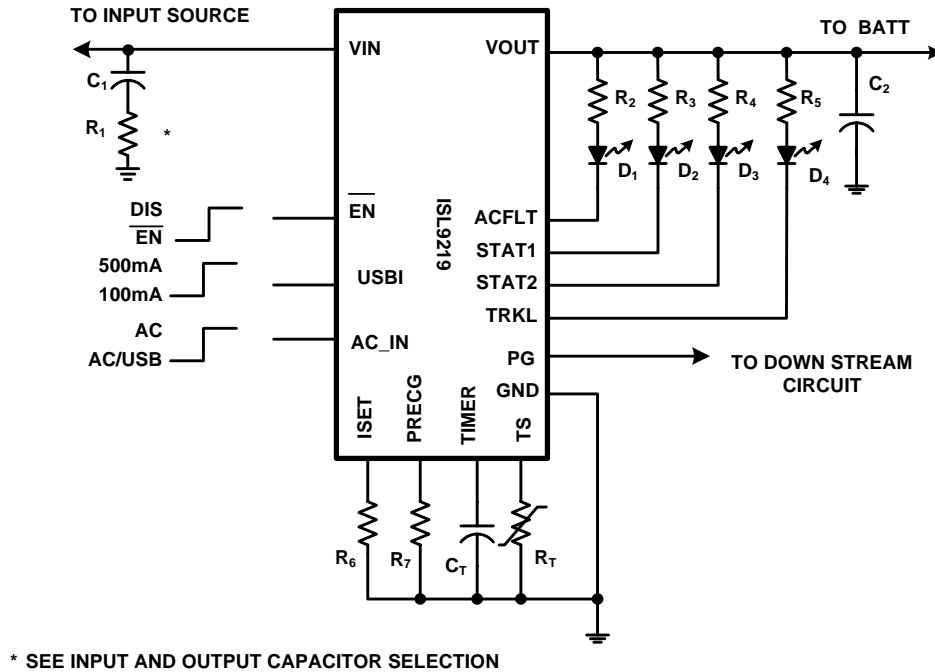 TO INPUT SOURCE
TO BATT
VIN
VOUT
C1
R1
*
R2
R3
R4
R5
C2
D1
D2
D3
D4
DIS
EN
EN
ISL9219
ACFLT
500mA
100mA
USBI
STAT1
STAT2
AC
AC/USB
AC_IN
TRKL
PG
TO DOWN STREAM
CIRCUIT
GND
ISET
PRECG
TIMER
TS
R6
R7
CT
RT
* SEE INPUT AND OUTPUT CAPACITOR SELECTION